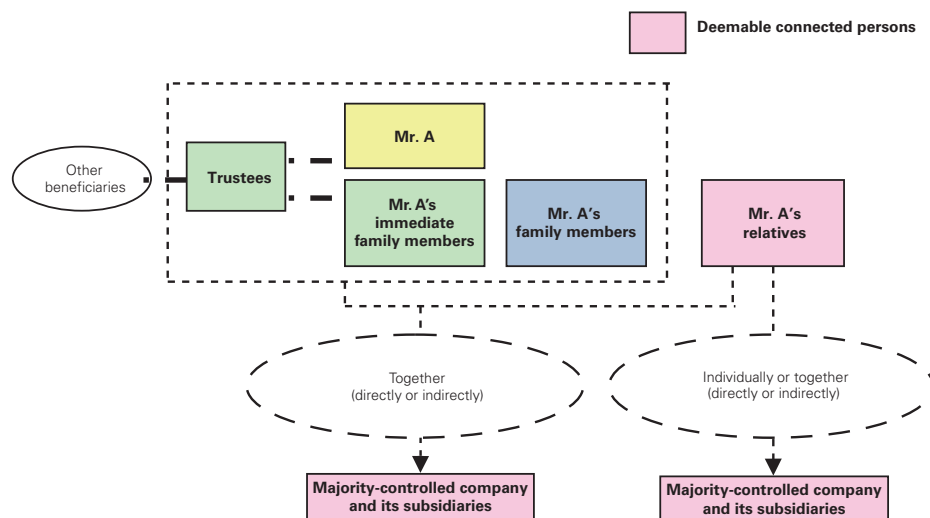 Deemable connected persons
Other
beneficiaries
Trustees
Mr. A
Mr. A's
immediate
family members
Mr. A's
family members
Mr. A's
relatives
Together
(directly or indirectly)
Individually or together
(directly or indirectly)
Majority-controlled company
and its subsidiaries
Majority-controlled company
and its subsidiaries